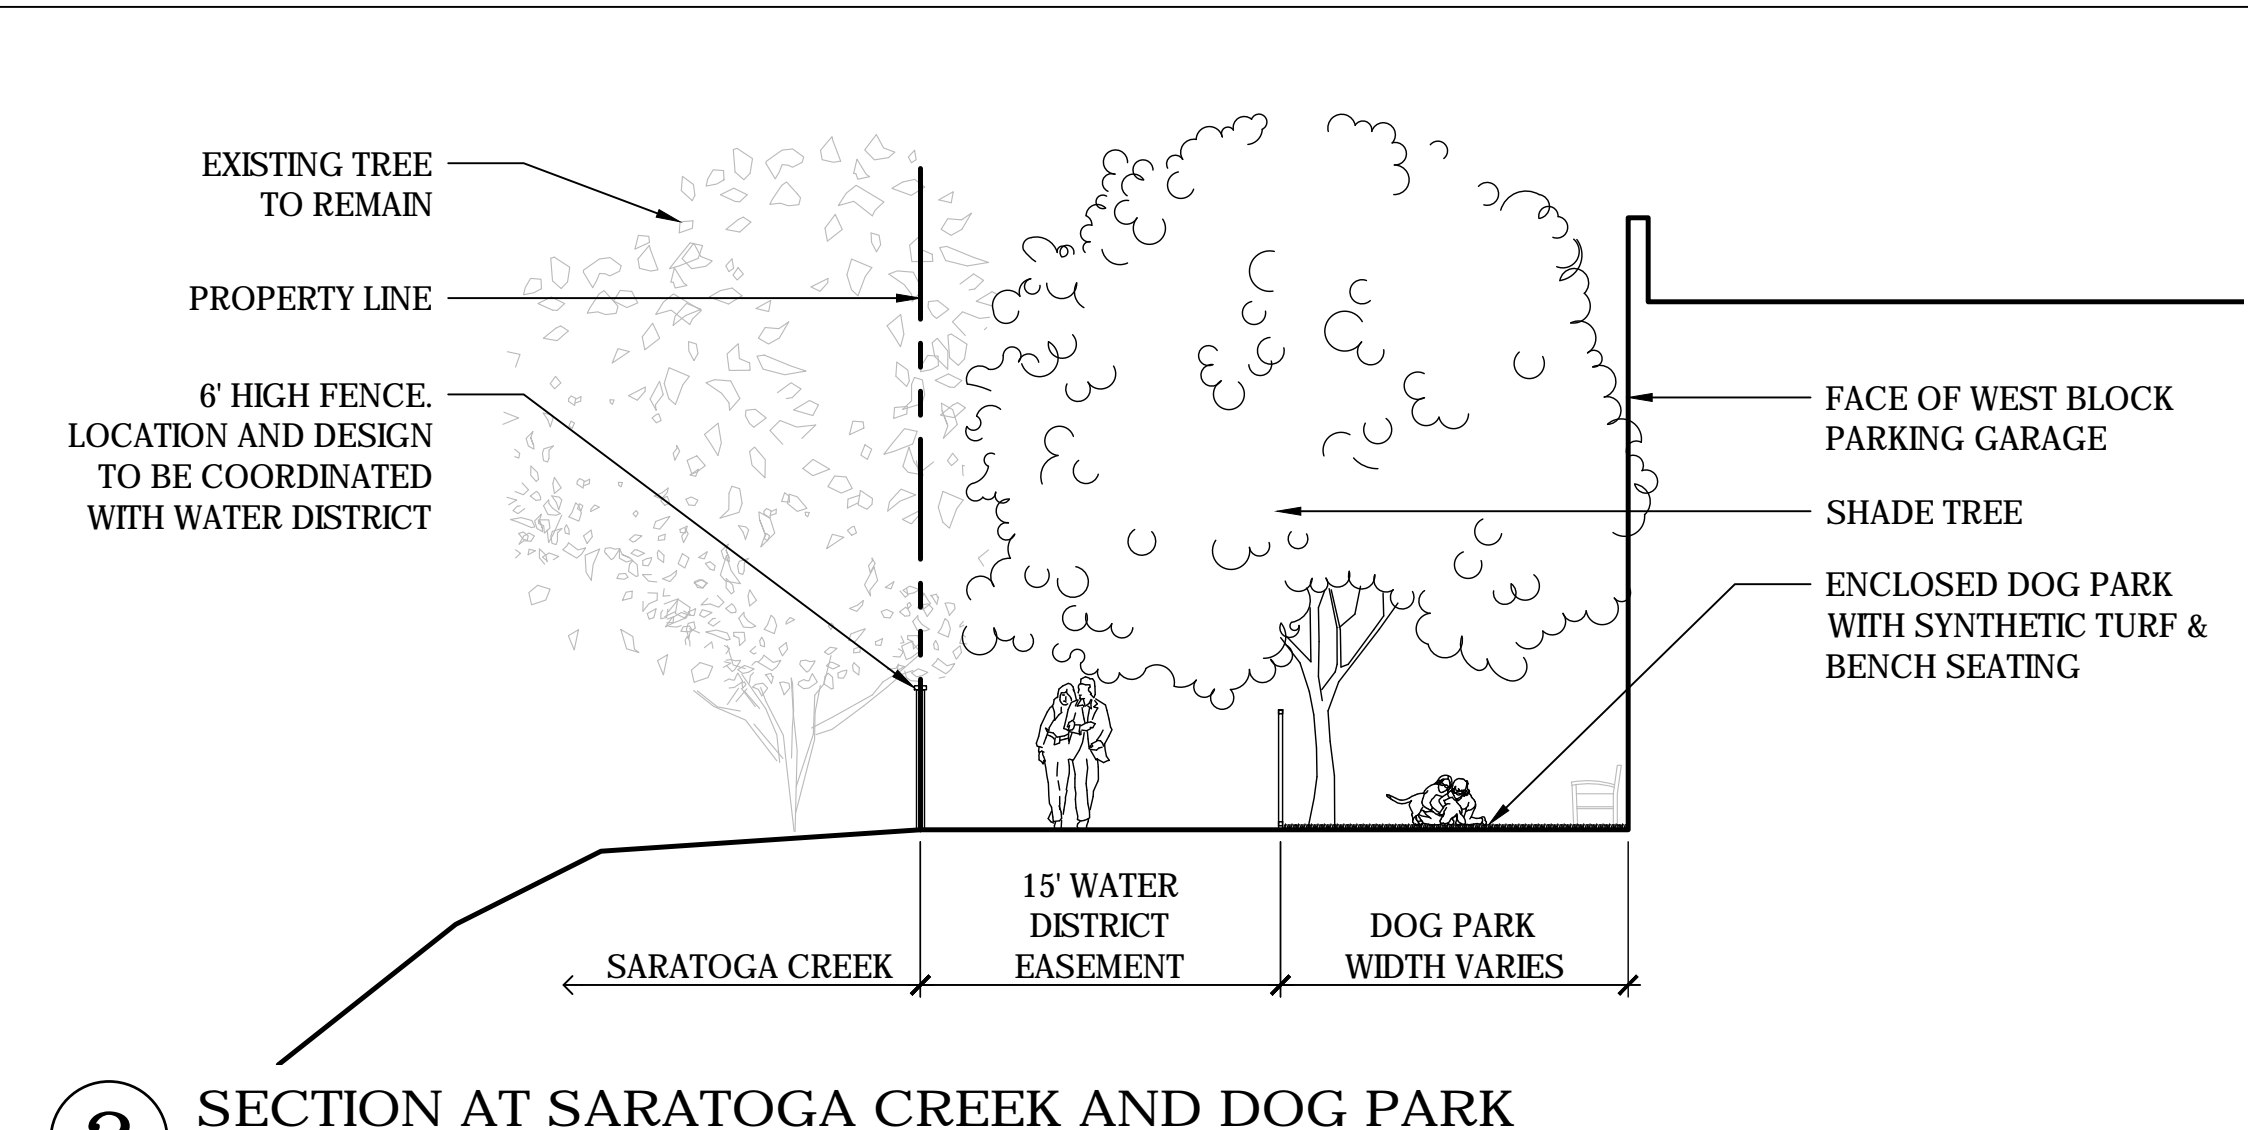 EXISTING TREE
TO REMAIN
PROPERTY LINE
6' HIGH FENCE.
LOCATION AND DESIGN
TO BE COORDINATED
WITH WATER DISTRICT
FACE OF WEST BLOCK
PARKING GARAGE
SHADE TREE
ENCLOSED DOG PARK
WITH SYNTHETIC TURF &
BENCH SEATING
SARATOGA CREEK
15' WATER
DISTRICT
EASEMENT
DOG PARK
WIDTH VARIES
SECTION AT SARATOGA CREEK AND DOG PARK